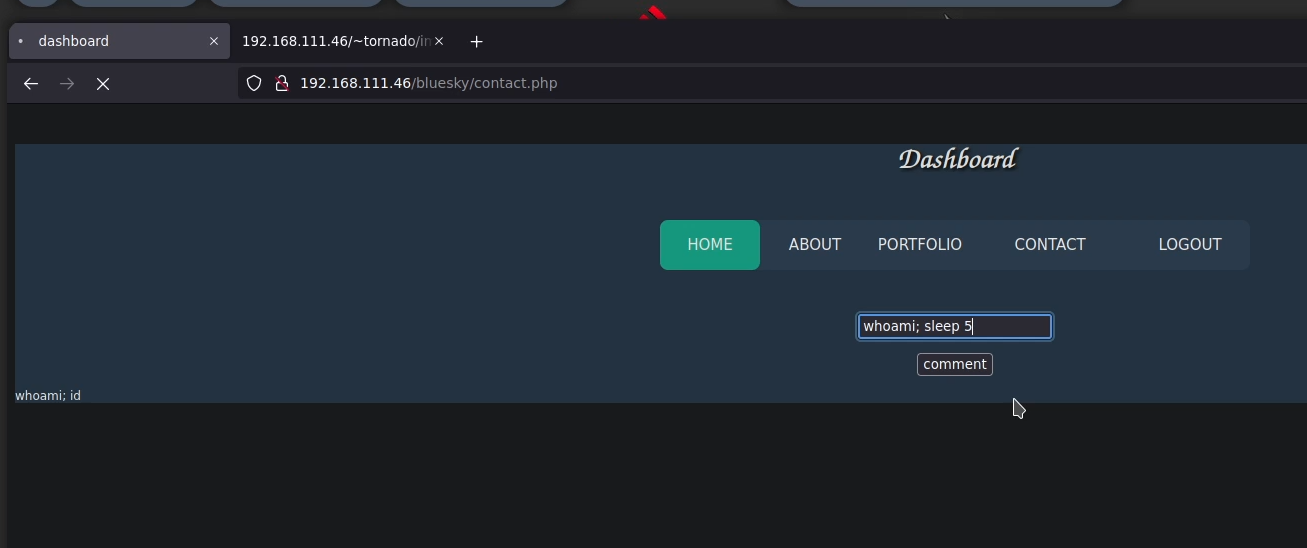 dashboard
192.168.111.46/~tornado/in
192.168.111.46/bluesky/contact.php
Dashboard
HOME ABOUT PORTFOLIO CONTACT LOGOUT
whoami; sleep 5
comment
whoami; id